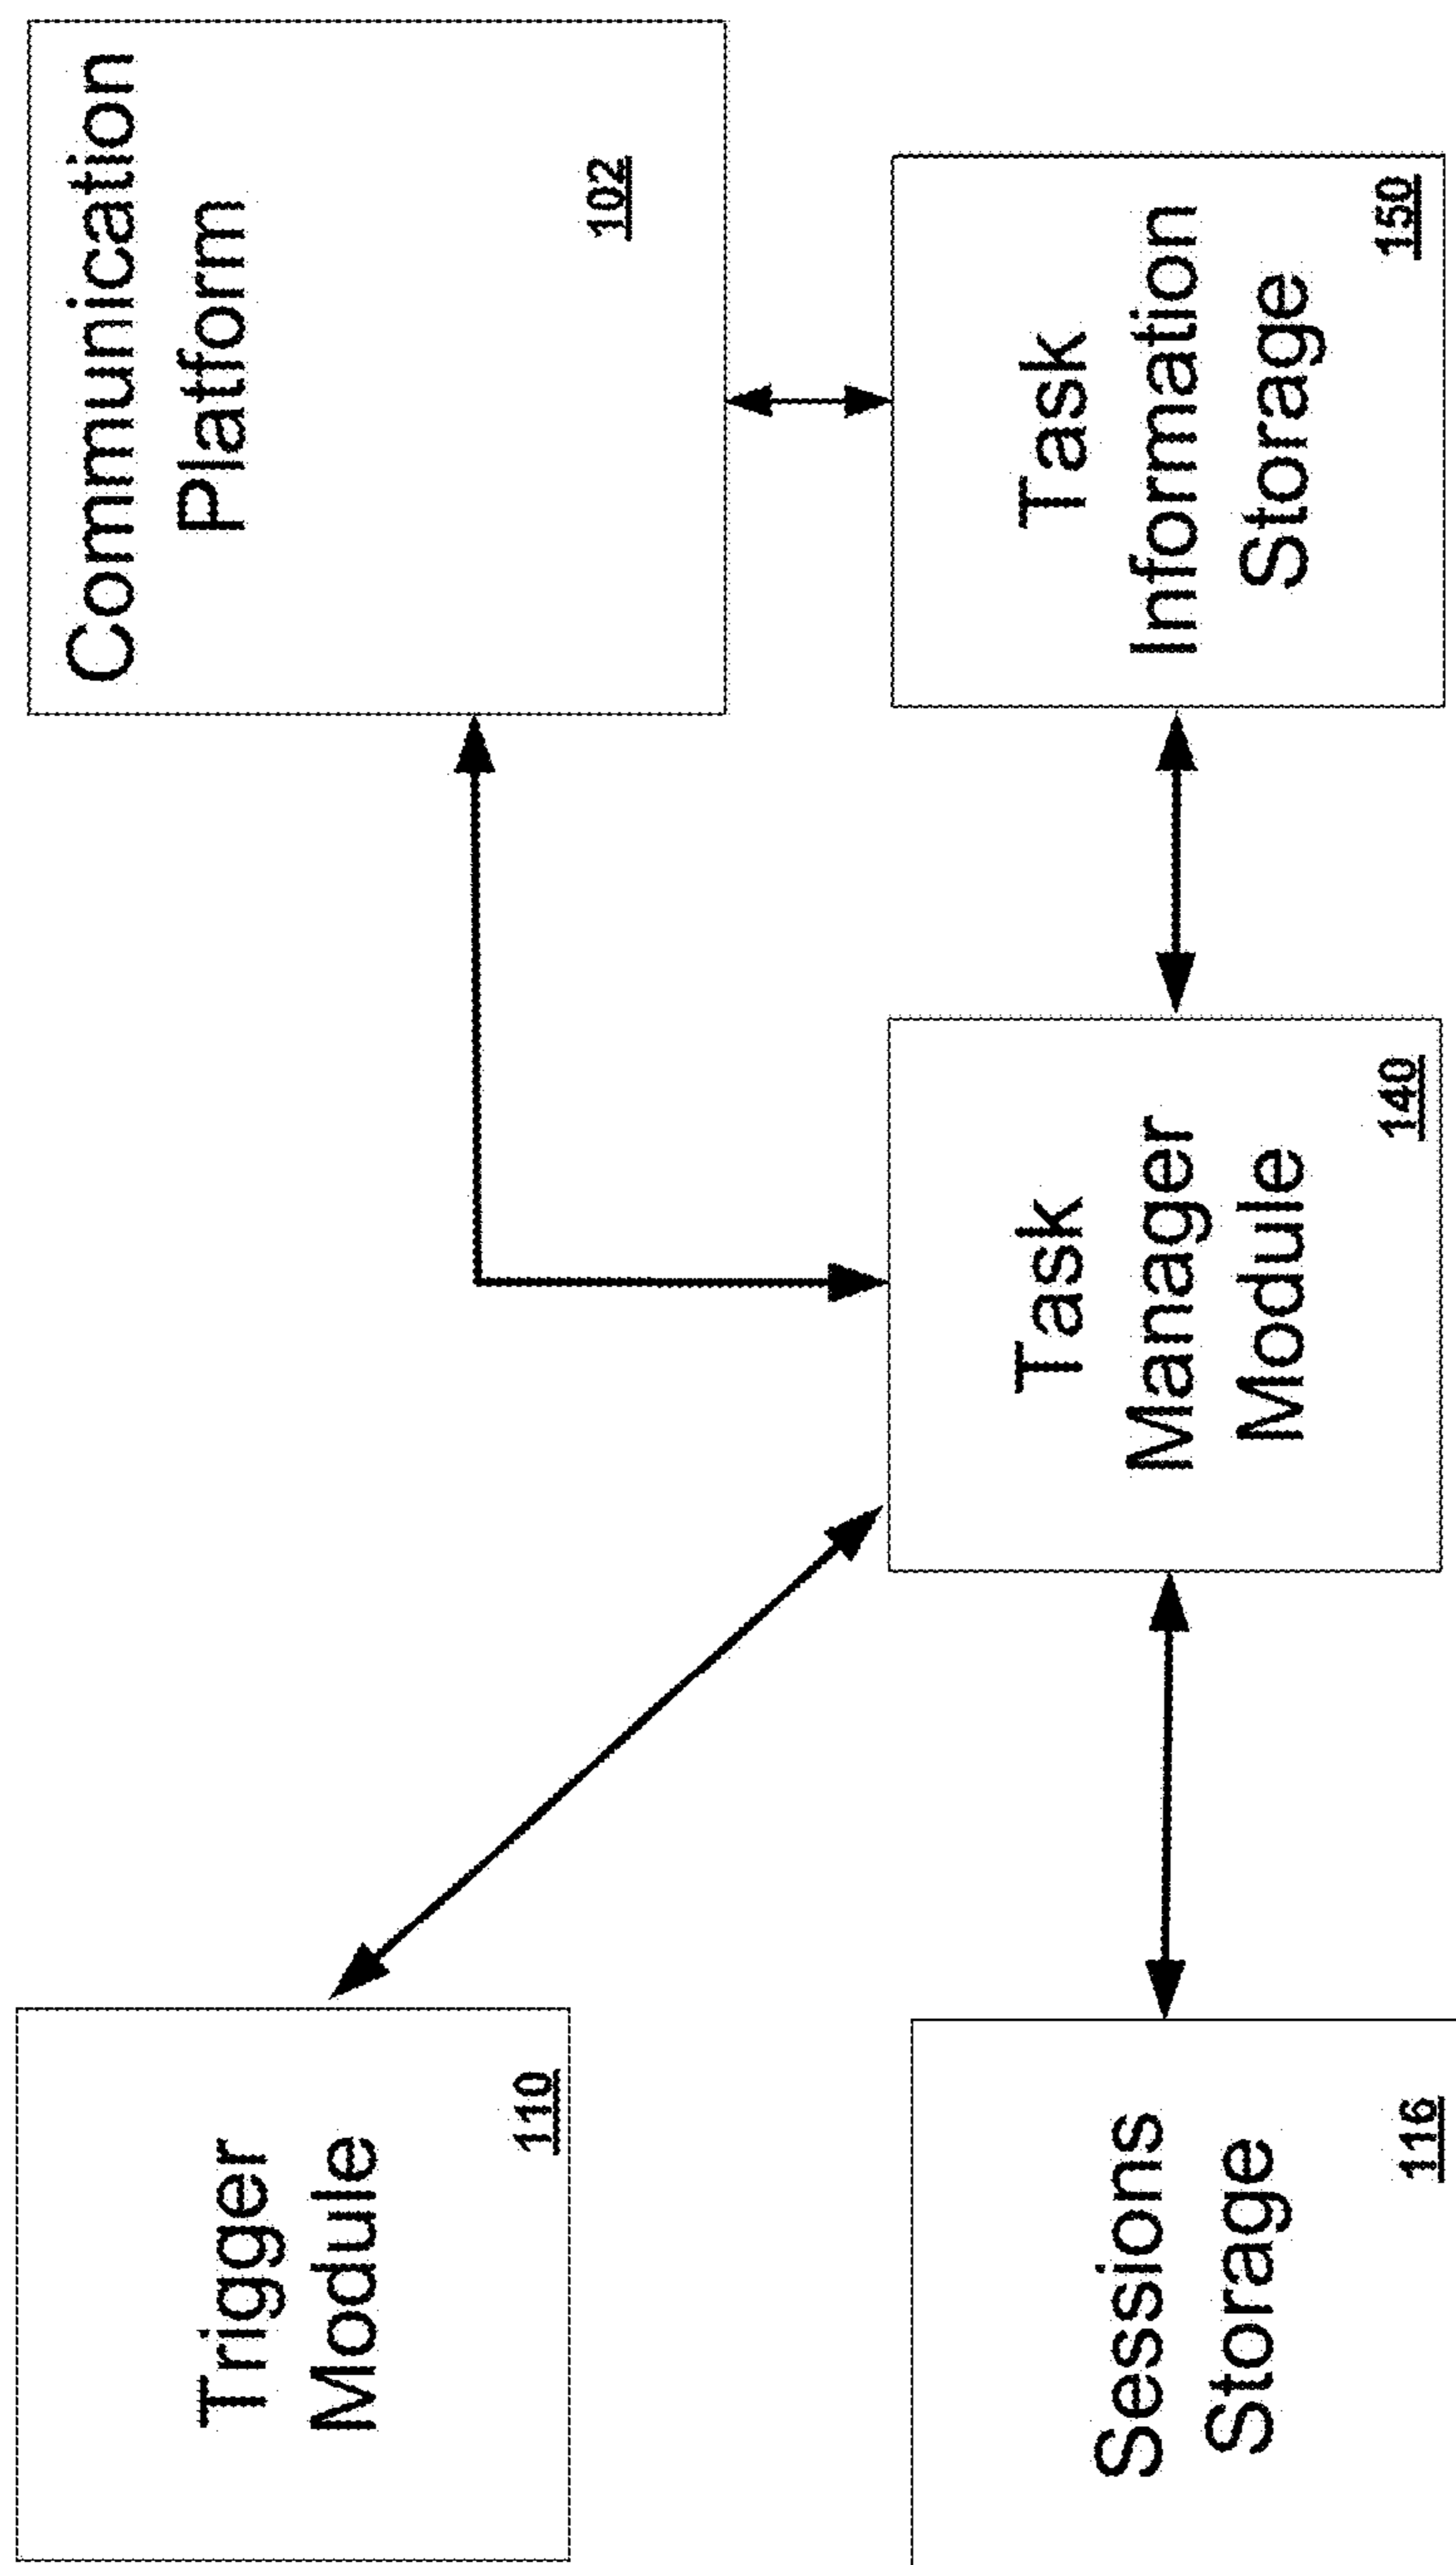 Trigger
Module
110
Communication
Platform
102
Sessions
Storage
116
Task
Manager
Module
140
Task
Information
Storage
150